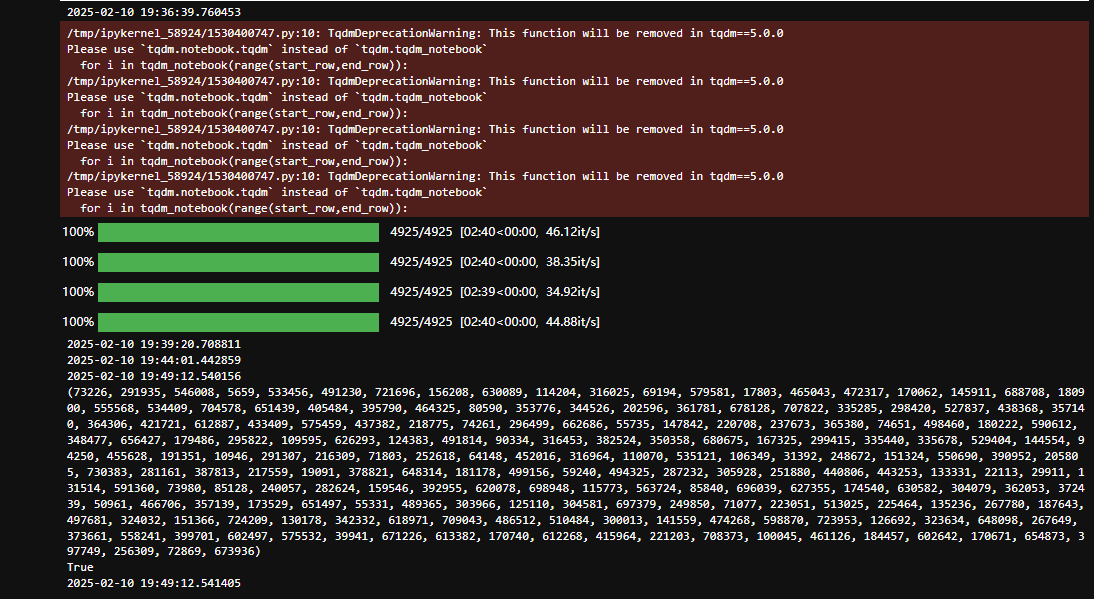 2025-02-10 19:36:39.760453
/tmp/ipykernel_58924/1530400747.py:10: TqdmDeprecationWarning: This function will be removed in tqdm==5.0.0
Please use `tqdm.notebook.tqdm` instead of `tqdm.tqdm_notebook`
  for i in tqdm_notebook(range(start_row,end_row)):
/tmp/ipykernel_58924/1530400747.py:10: TqdmDeprecationWarning: This function will be removed in tqdm==5.0.0
Please use `tqdm.notebook.tqdm` instead of `tqdm.tqdm_notebook`
  for i in tqdm_notebook(range(start_row,end_row)):
/tmp/ipykernel_58924/1530400747.py:10: TqdmDeprecationWarning: This function will be removed in tqdm==5.0.0
Please use `tqdm.notebook.tqdm` instead of `tqdm.tqdm_notebook`
  for i in tqdm_notebook(range(start_row,end_row)):
/tmp/ipykernel_58924/1530400747.py:10: TqdmDeprecationWarning: This function will be removed in tqdm==5.0.0
Please use `tqdm.notebook.tqdm` instead of `tqdm.tqdm_notebook`
  for i in tqdm_notebook(range(start_row,end_row)):
100% 4925/4925 [02:40<00:00, 46.12it/s]
100% 4925/4925 [02:40<00:00, 38.35it/s]
100% 4925/4925 [02:39<00:00, 34.92it/s]
100% 4925/4925 [02:40<00:00, 44.88it/s]
2025-02-10 19:39:20.708811
2025-02-10 19:44:01.442859
2025-02-10 19:49:12.540156
(73226, 291935, 546008, 5659, 533456, 491230, 721696, 156208, 630089, 114204, 316025, 69194, 579581, 17803, 465043, 472317, 170062, 145911, 688708, 1809
00, 555568, 534409, 704578, 651439, 405484, 395790, 464325, 80590, 353776, 344526, 202596, 361781, 678128, 707822, 335285, 298420, 527837, 438368, 35714
0, 364306, 421721, 612887, 433409, 575459, 437382, 218775, 74261, 296499, 662686, 55735, 147842, 220708, 237673, 365380, 74651, 498460, 180222, 590612,
348477, 656427, 179486, 295822, 109595, 626293, 124383, 491814, 90334, 316453, 382524, 350358, 680675, 167325, 299415, 335440, 335678, 529404, 144554, 9
94250, 455628, 191351, 10946, 291307, 216309, 71803, 252618, 64148, 452016, 316964, 110070, 535121, 106349, 31392, 248672, 151324, 550690, 390952, 20580
5, 730383, 281161, 387813, 217559, 19091, 378821, 648314, 181178, 499156, 59240, 494325, 287232, 305928, 251880, 440806, 443253, 133331, 22113, 29911, 1
31514, 591360, 73980, 85128, 240057, 282624, 159546, 392955, 620078, 698948, 115773, 563724, 85840, 696039, 627355, 174540, 630582, 304079, 362053, 3724
39, 50961, 466706, 357139, 173529, 651497, 55331, 489365, 303966, 125110, 304581, 697379, 249850, 71077, 223051, 513025, 225464, 135236, 267780, 187643,
497681, 324032, 151366, 724209, 130178, 342332, 618971, 709043, 486512, 510484, 300013, 141559, 474268, 598870, 723953, 126692, 323634, 648098, 267649,
373661, 558241, 399701, 602497, 575532, 39941, 671226, 613382, 170740, 612268, 415964, 221203, 708373, 100045, 461126, 184457, 602642, 170671, 654873, 3
97749, 256309, 72869, 673936)
True
2025-02-10 19:49:12.541405